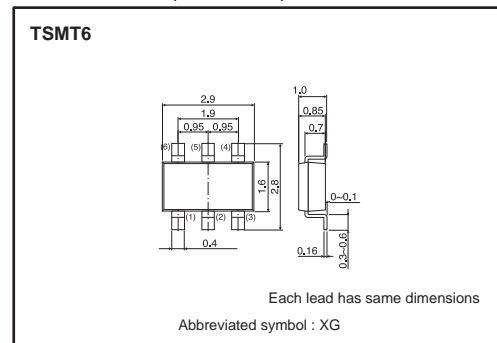 TSMT6
1.0
2.9
0.85
1.9
0.7
0.95 0.95
(6) (5) (4)
1.6
2.8
0~0.1
(1) (2) (3)
0.4
0.16
0.3~0.6
Each lead has same dimensions
Abbreviated symbol : XG